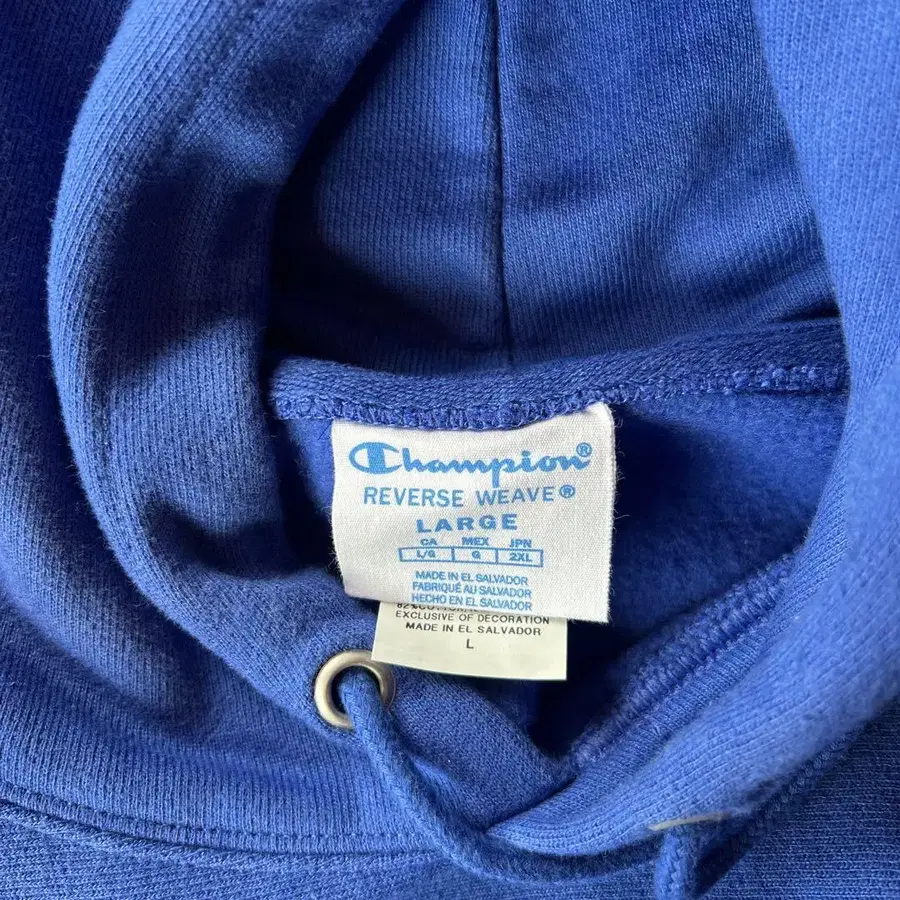 Champion®
REVERSE WEAVE®
LARGE
CA MEX JPN
L/G G 2XL
MADE IN EL SALVADOR
FABRIQUÉ AU SALVADOR
HECHO EN EL SALVADOR
EXCLUSIVE OF DECORATION
MADE IN EL SALVADOR
L